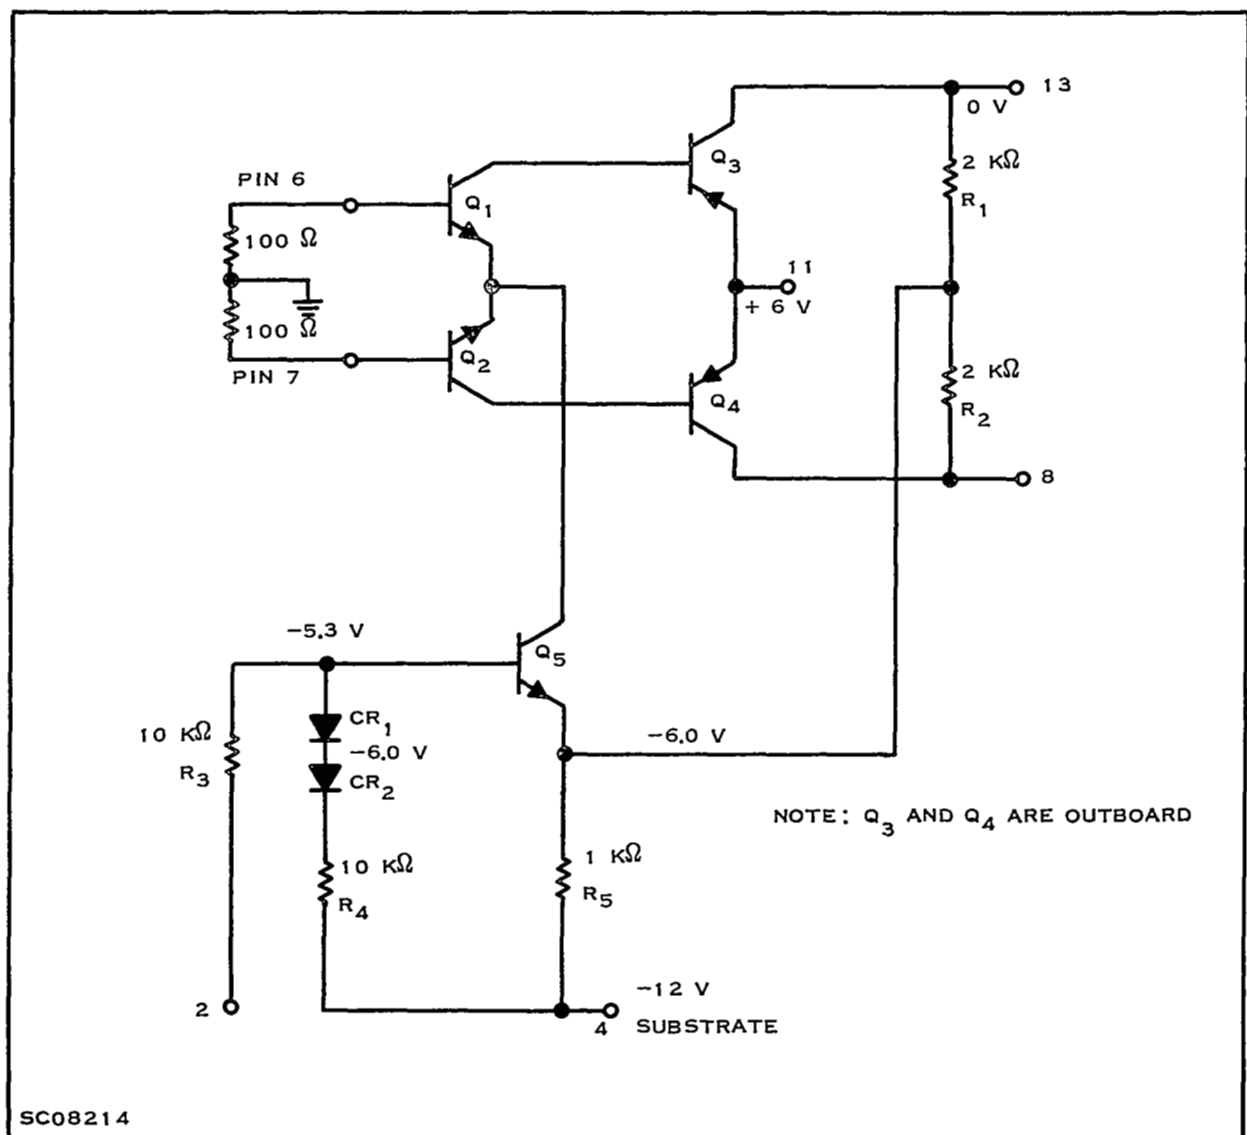 13
0 V
Q3
2 KΩ
R1
PIN 6
Q1
100 Ω
11
+ 6 V
100 Ω
PIN 7
Q2
Q4
2 KΩ
R2
8
-5.3 V
Q5
10 KΩ
R3
CR1
-6.0 V
CR2
-6.0 V
NOTE: Q3 AND Q4 ARE OUTBOARD
10 KΩ
R4
1 KΩ
R5
2
-12 V
4
SUBSTRATE
SC08214